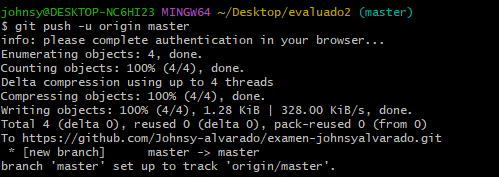 johnsy@DESKTOP-NC6HI23 MINGW64 ~/Desktop/evaluado2 (master)
$ git push -u origin master
info: please complete authentication in your browser...
Enumerating objects: 4, done.
Counting objects: 100% (4/4), done.
Delta compression using up to 4 threads
Compressing objects: 100% (4/4), done.
Writing objects: 100% (4/4), 1.28 KiB | 328.00 KiB/s, done.
Total 4 (delta 0), reused 0 (delta 0), pack-reused 0 (from 0)
To https://github.com/Johnsy-alvarado/examen-johnsyalvarado.git
 * [new branch]      master -> master
branch 'master' set up to track 'origin/master'.